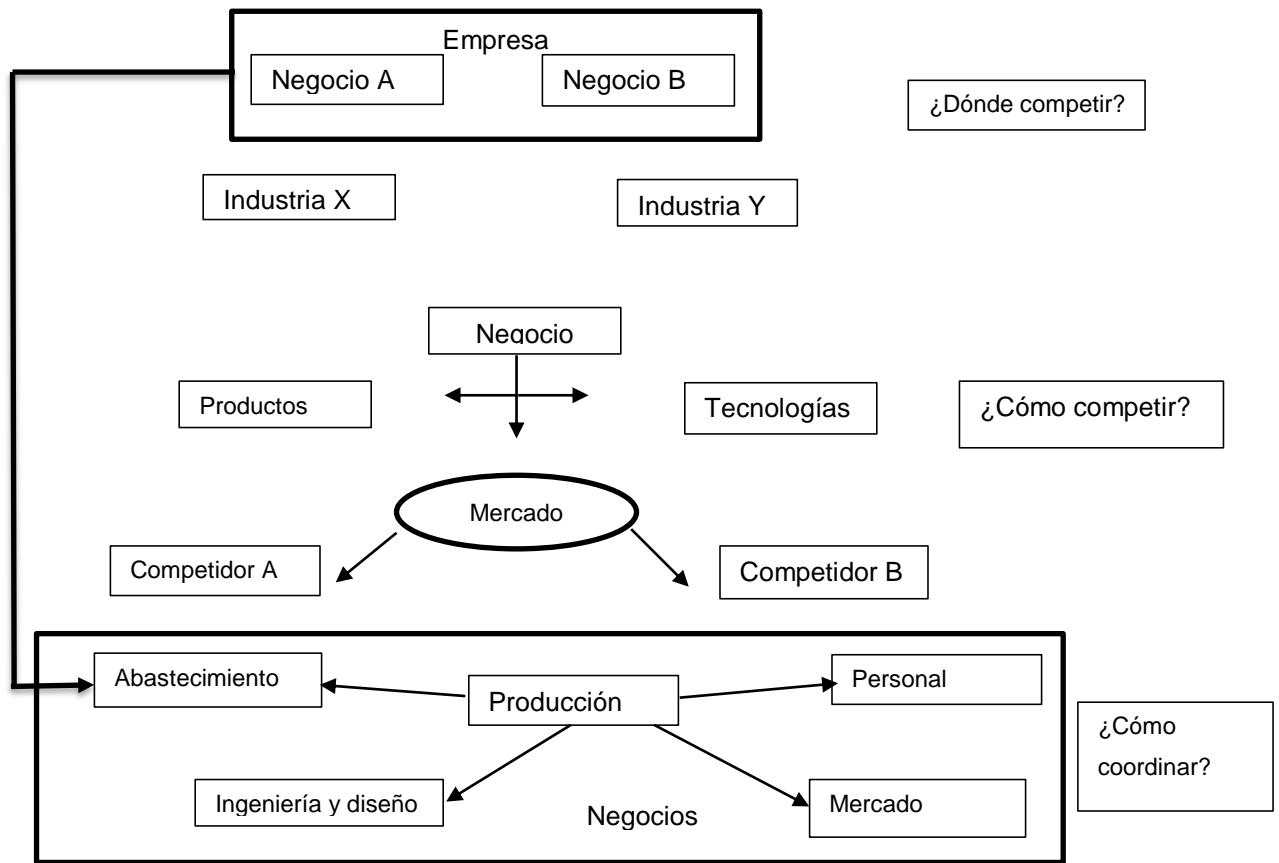 Empresa
Negocio A
Negocio B
¿Dónde competir?
Industria X
Industria Y
Negocio
Productos
Tecnologías
¿Cómo competir?
Mercado
Competidor A
Competidor B
Abastecimiento
Producción
Personal
¿Cómo
coordinar?
Ingeniería y diseño
Negocios
Mercado